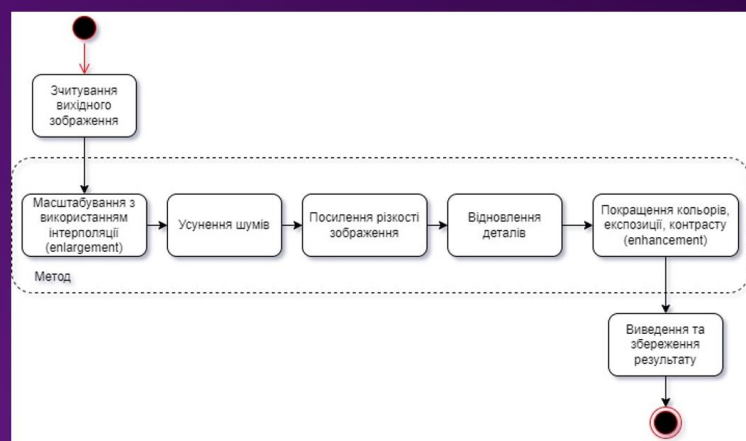 Зчитування
вихідного
зображення
Масштабування з
використанням
інтерполяції
(enlargement)
Усунення шумів
Посилення різкості
зображення
Відновлення
деталів
Покращення кольорів,
експозиції, контрасту
(enhancement)
Метод
Виведення та
збереження
результату